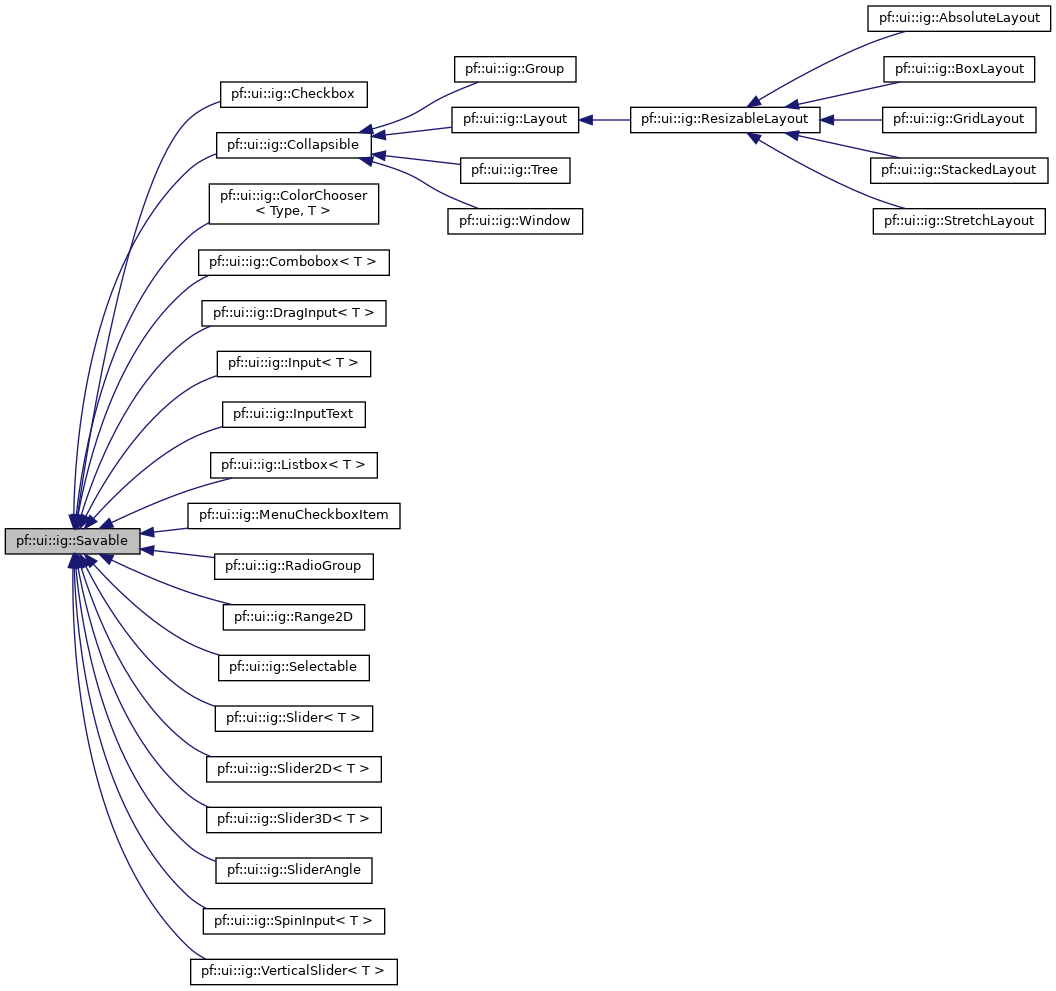 pf::ui::ig::AbsoluteLayout
pf::ui::ig::Group
pf::ui::ig::BoxLayout
pf::ui::ig::Checkbox
pf::ui::ig::Layout
pf::ui::ig::ResizableLayout
pf::ui::ig::GridLayout
pf::ui::ig::Collapsible
pf::ui::ig::Tree
pf::ui::ig::StackedLayout
pf::ui::ig::ColorChooser
< Type, T >
pf::ui::ig::Window
pf::ui::ig::StretchLayout
pf::ui::ig::Combobox< T >
pf::ui::ig::DragInput< T >
pf::ui::ig::Input< T >
pf::ui::ig::InputText
pf::ui::ig::Listbox< T >
pf::ui::ig::MenuCheckboxItem
pf::ui::ig::Savable
pf::ui::ig::RadioGroup
pf::ui::ig::Range2D
pf::ui::ig::Selectable
pf::ui::ig::Slider< T >
pf::ui::ig::Slider2D< T >
pf::ui::ig::Slider3D< T >
pf::ui::ig::SliderAngle
pf::ui::ig::SpinInput< T >
pf::ui::ig::VerticalSlider< T >